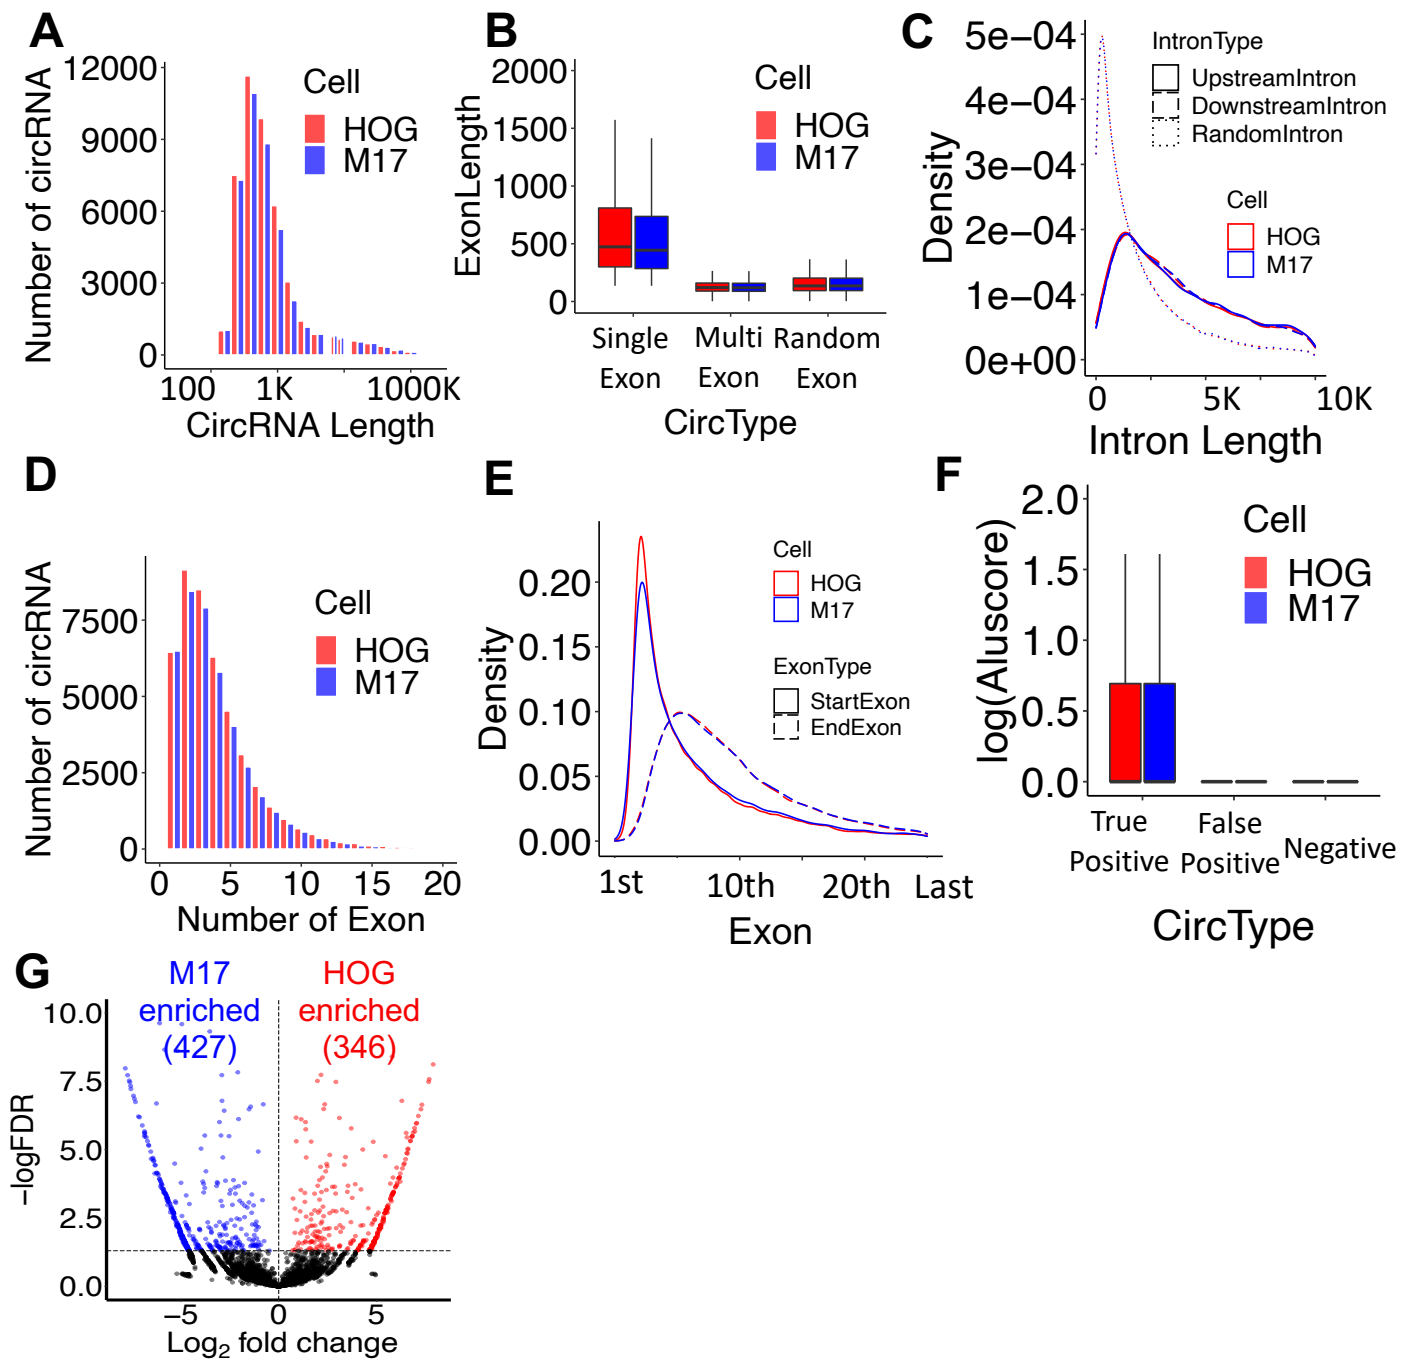 A
12000
9000
6000
3000
0
Number of circRNA
Cell
HOG
M17
100 1K 1000K
CircRNA Length
B
2000
1500
1000
500
0
ExonLength
Cell
HOG
M17
Single Multi Random
Exon Exon Exon
CircType
C
5e−04
4e−04
3e−04
2e−04
1e−04
0e+00
Density
IntronType
UpstreamIntron
DownstreamIntron
RandomIntron
Cell
HOG
M17
0 5K 10K
Intron Length
D
7500
5000
2500
0
Number of circRNA
Cell
HOG
M17
0 5 10 15 20
Number of Exon
E
0.20
0.15
0.10
0.05
0.00
Density
Cell
HOG
M17
ExonType
StartExon
EndExon
1st 10th 20th Last
Exon
F
2.0
1.5
1.0
0.5
0.0
log(Aluscore)
Cell
HOG
M17
True False
Positive Positive Negative
CircType
G
M17 HOG
enriched enriched
(427) (346)
10.0
7.5
5.0
2.5
0.0
−logFDR
−5 0 5
Log2 fold change